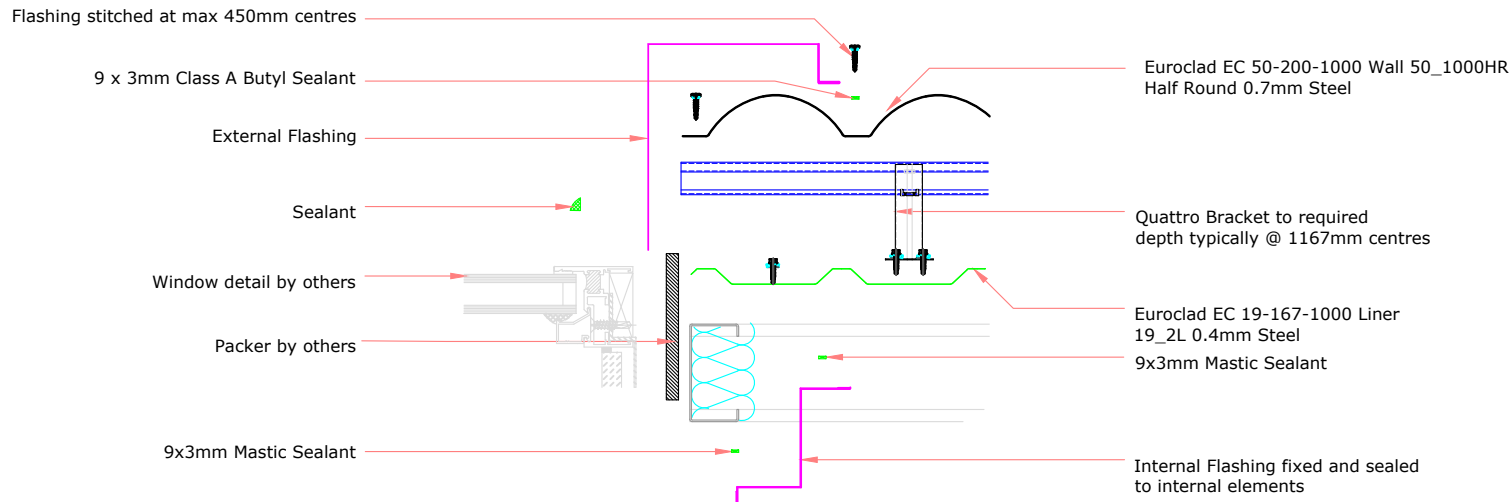 Flashing stitched at max 450mm centres
9 x 3mm Class A Butyl Sealant
External Flashing
Sealant
Window detail by others
Packer by others
9x3mm Mastic Sealant
Euroclad EC 50-200-1000 Wall 50_1000HR
Half Round 0.7mm Steel
Quattro Bracket to required
depth typically @ 1167mm centres
Euroclad EC 19-167-1000 Liner
19_2L 0.4mm Steel
9x3mm Mastic Sealant
Internal Flashing fixed and sealed
to internal elements